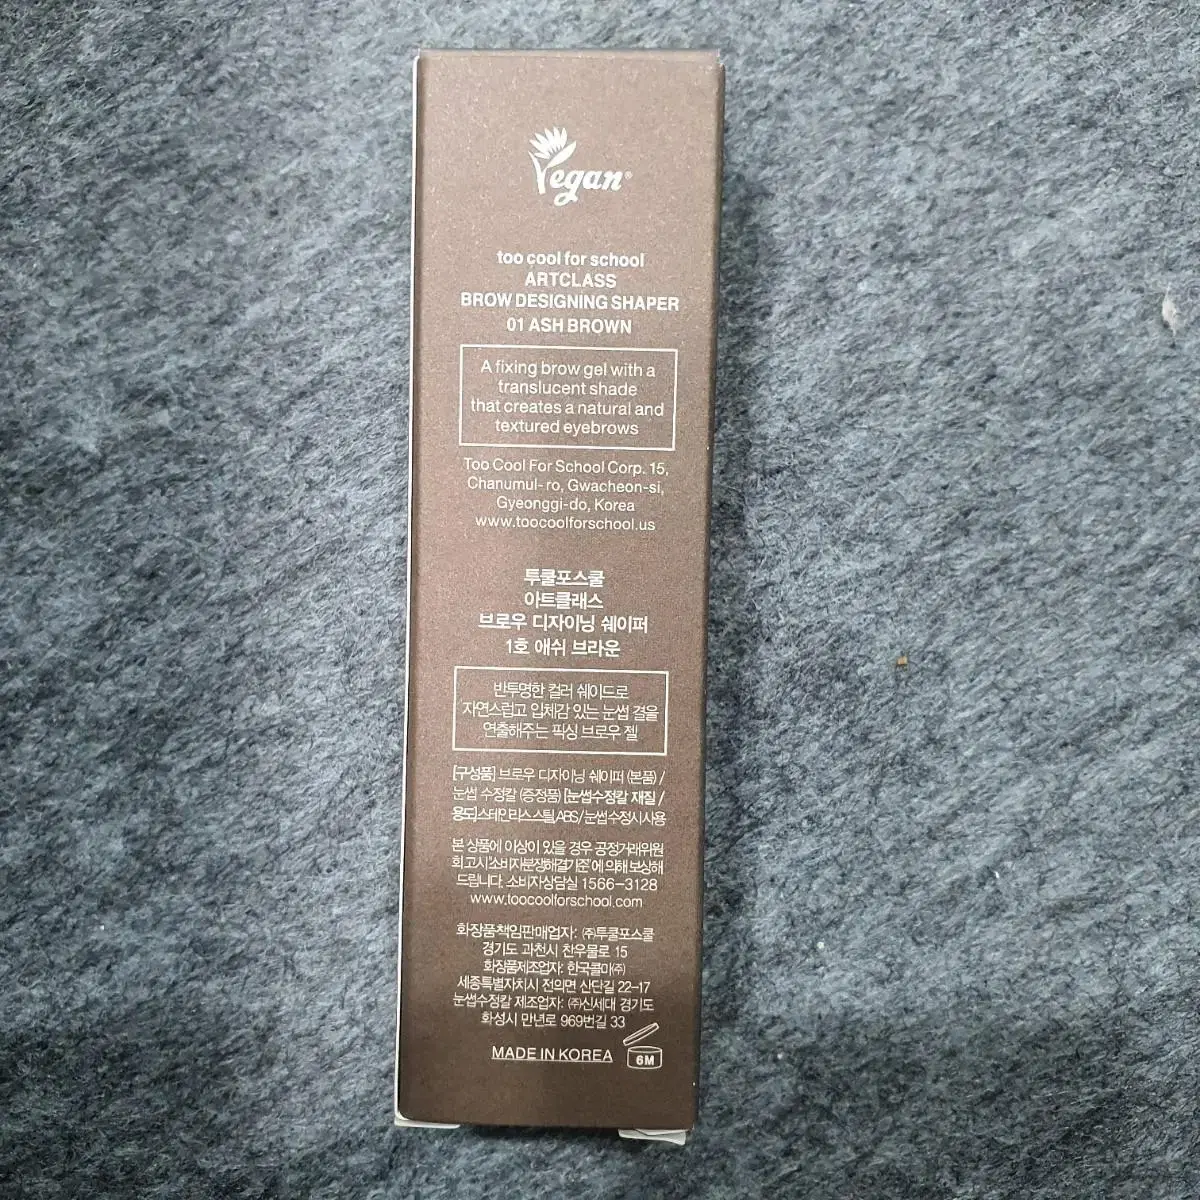 Vegan®
too cool for school
ARTCLASS
BROW DESIGNING SHAPER
01 ASH BROWN
A fixing brow gel with a
translucent shade
that creates a natural and
textured eyebrows
Too Cool For School Corp. 15,
Chanumul-ro, Gwacheon-si,
Gyeonggi-do, Korea
www.toocoolforschool.us
투쿨포스쿨
아트클래스
브로우 디자이닝 쉐이퍼
1호 애쉬 브라운
반투명한 컬러 쉐이드로
자연스럽고 입체감 있는 눈썹 결을
연출해주는 픽싱 브로우 젤
[구성품] 브로우 디자이닝 쉐이퍼 (본품) /
눈썹 수정칼 (증정품) [눈썹수정칼 재질 /
용도]스테인리스스틸,ABS/눈썹수정시사용
본 상품에 이상이 있을 경우 공정거래위원
회 고시'소비자분쟁해결기준'에 의해 보상해
드립니다. 소비자상담실 1566-3128
www.toocoolforschool.com
화장품책임판매업자: ㈜투쿨포스쿨
경기도 과천시 찬우물로 15
화장품제조업자: 한국콜마㈜
세종특별자치시 전의면 산단길 22-17
눈썹수정칼 제조업자: ㈜신세대 경기도
화성시 만년로 969번길 33
MADE IN KOREA 6M